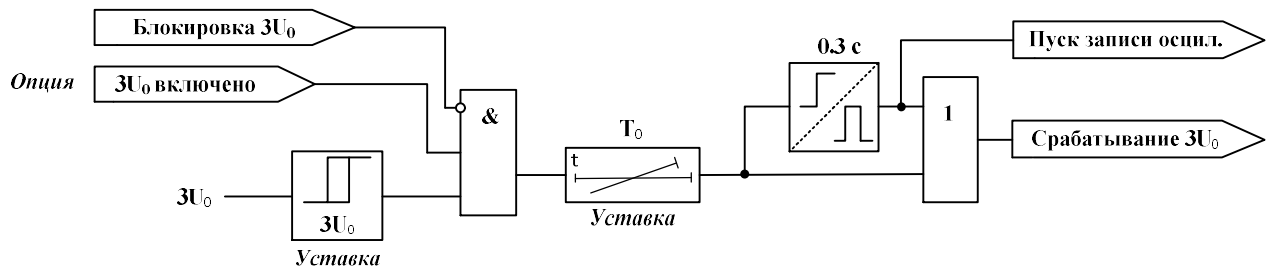 Блокировка 3U₀
Опция
3U₀ включено
&
3U₀
3U₀
Уставка
T₀
t
Уставка
0.3 с
1
Пуск записи осцил.
Срабатывание 3U₀